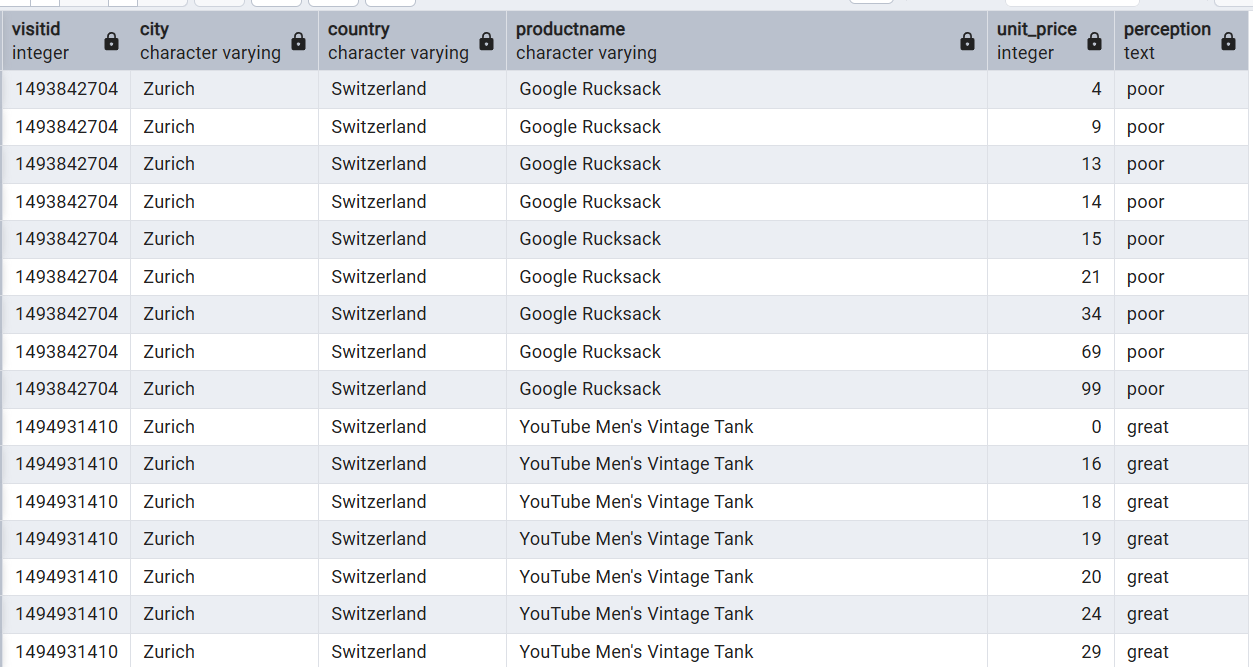 visitid city country productname unit_price perception
integer character varying character varying character varying integer text
1493842704 Zurich Switzerland Google Rucksack 4 poor
1493842704 Zurich Switzerland Google Rucksack 9 poor
1493842704 Zurich Switzerland Google Rucksack 13 poor
1493842704 Zurich Switzerland Google Rucksack 14 poor
1493842704 Zurich Switzerland Google Rucksack 15 poor
1493842704 Zurich Switzerland Google Rucksack 21 poor
1493842704 Zurich Switzerland Google Rucksack 34 poor
1493842704 Zurich Switzerland Google Rucksack 69 poor
1493842704 Zurich Switzerland Google Rucksack 99 poor
1494931410 Zurich Switzerland YouTube Men's Vintage Tank 0 great
1494931410 Zurich Switzerland YouTube Men's Vintage Tank 16 great
1494931410 Zurich Switzerland YouTube Men's Vintage Tank 18 great
1494931410 Zurich Switzerland YouTube Men's Vintage Tank 19 great
1494931410 Zurich Switzerland YouTube Men's Vintage Tank 20 great
1494931410 Zurich Switzerland YouTube Men's Vintage Tank 24 great
1494931410 Zurich Switzerland YouTube Men's Vintage Tank 29 great